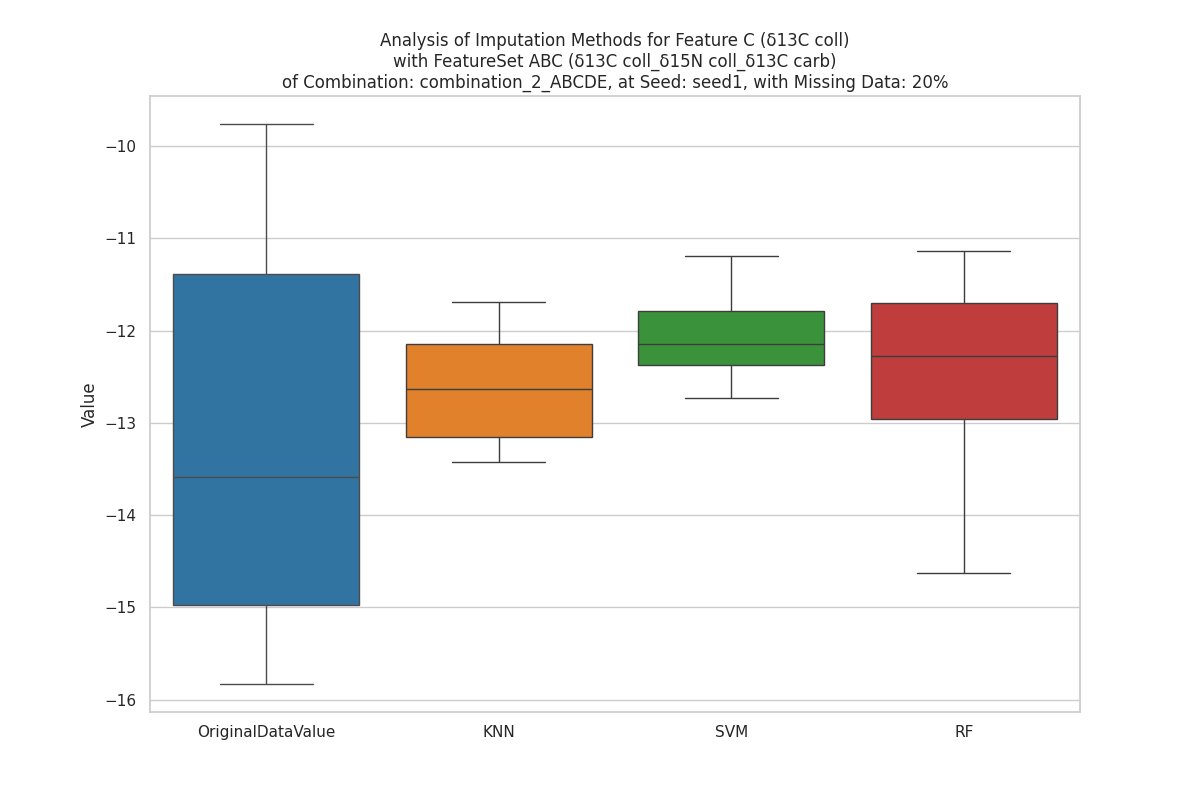 Analysis of Imputation Methods for Feature C (δ13C coll)
with FeatureSet ABC (δ13C coll_δ15N coll_δ13C carb)
of Combination: combination_2_ABCDE, at Seed: seed1, with Missing Data: 20%
−10
−11
−12
−13
−14
−15
−16
Value
OriginalDataValue
KNN
SVM
RF